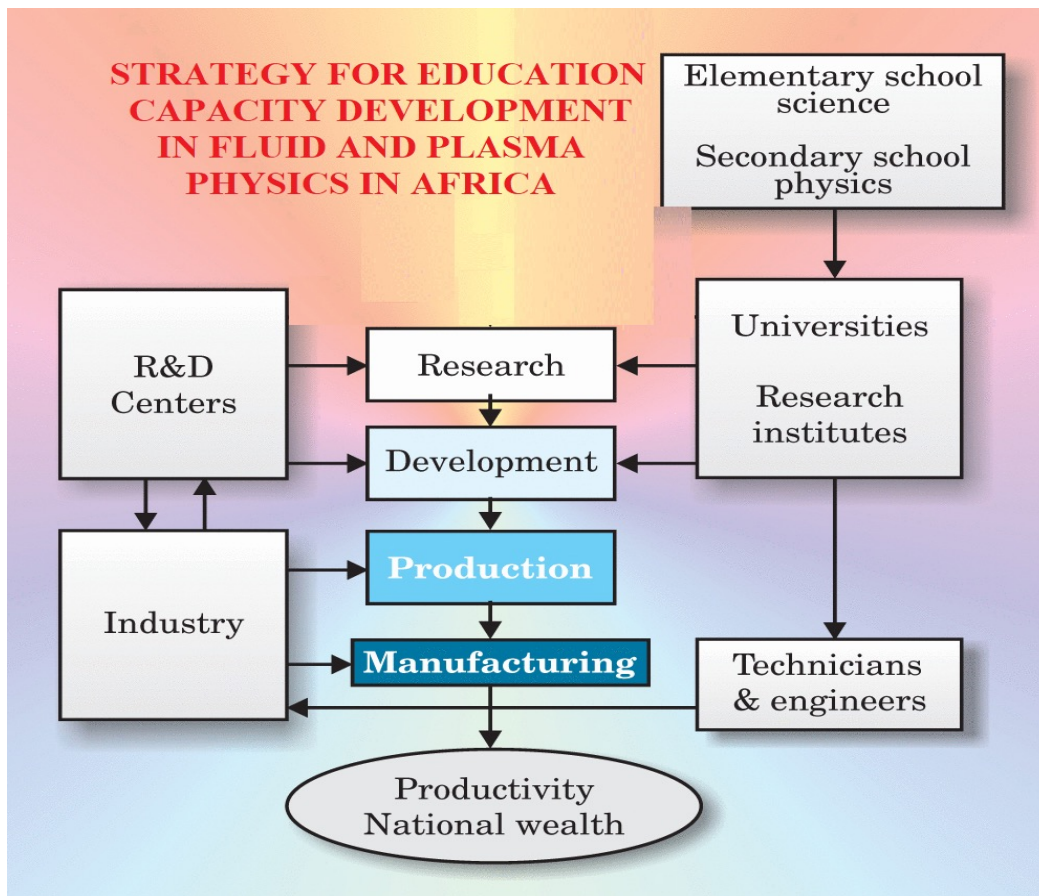 STRATEGY FOR EDUCATION
CAPACITY DEVELOPMENT
IN FLUID AND PLASMA
PHYSICS IN AFRICA
Elementary school
science
Secondary school
physics
R&D
Centers
Research
Universities
Research
institutes
Development
Production
Industry
Manufacturing
Technicians
& engineers
Productivity
National wealth